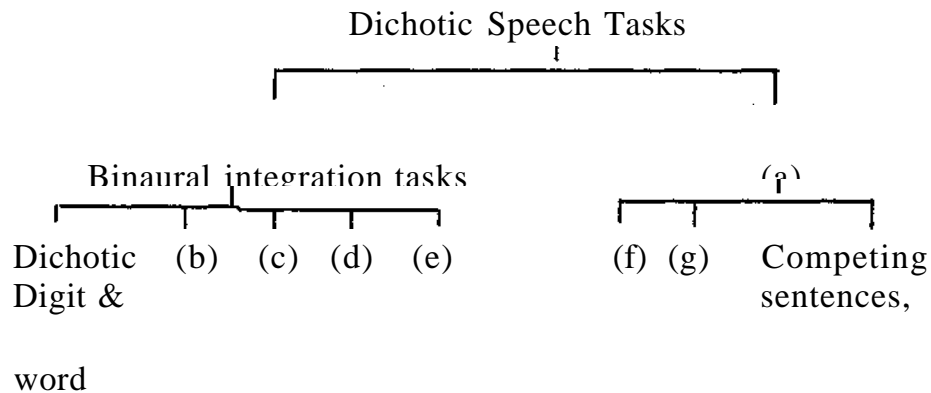 Dichotic Speech Tasks
Binaural integration tasks (a)
Dichotic (b) (c) (d) (e) (f) (g) Competing
Digit & sentences,
word